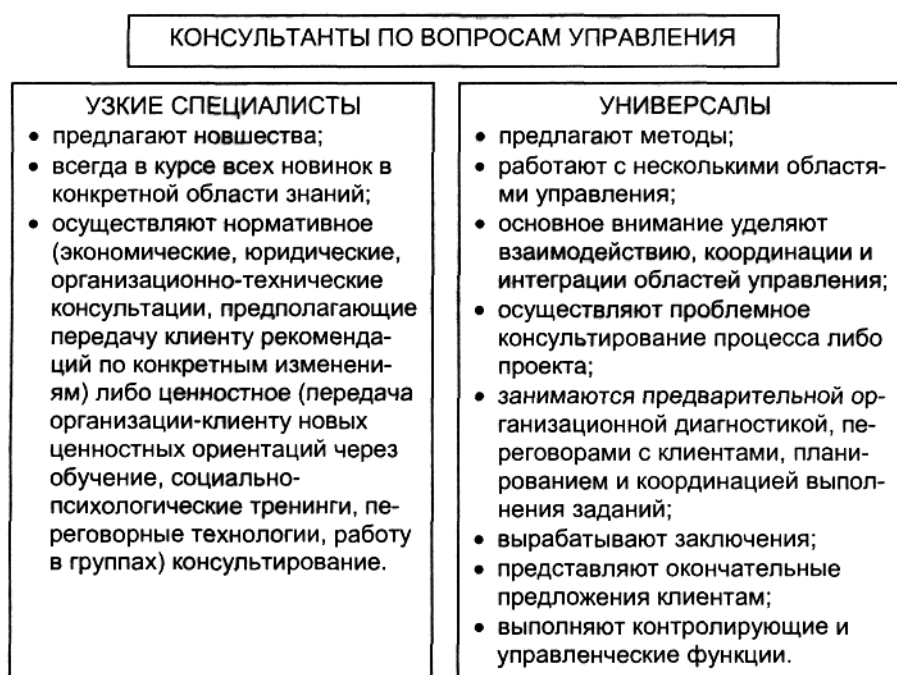 КОНСУЛЬТАНТЫ ПО ВОПРОСАМ УПРАВЛЕНИЯ
УЗКИЕ СПЕЦИАЛИСТЫ
• предлагают новшества;
• всегда в курсе всех новинок в
конкретной области знаний;
• осуществляют нормативное
(экономические, юридические,
организационно-технические
консультации, предполагающие
передачу клиенту рекоменда-
ций по конкретным изменени-
ям) либо ценностное (передача
организации-клиенту новых
ценностных ориентаций через
обучение, социально-
психологические тренинги, пе-
реговорные технологии, работу
в группах) консультирование.
УНИВЕРСАЛЫ
• предлагают методы;
• работают с несколькими областя-
ми управления;
• основное внимание уделяют
взаимодействию, координации и
интеграции областей управления;
• осуществляют проблемное
консультирование процесса либо
проекта;
• занимаются предварительной ор-
ганизационной диагностикой, пе-
реговорами с клиентами, плани-
рованием и координацией выпол-
нения заданий;
• вырабатывают заключения;
• представляют окончательные
предложения клиентам;
• выполняют контролирующие и
управленческие функции.